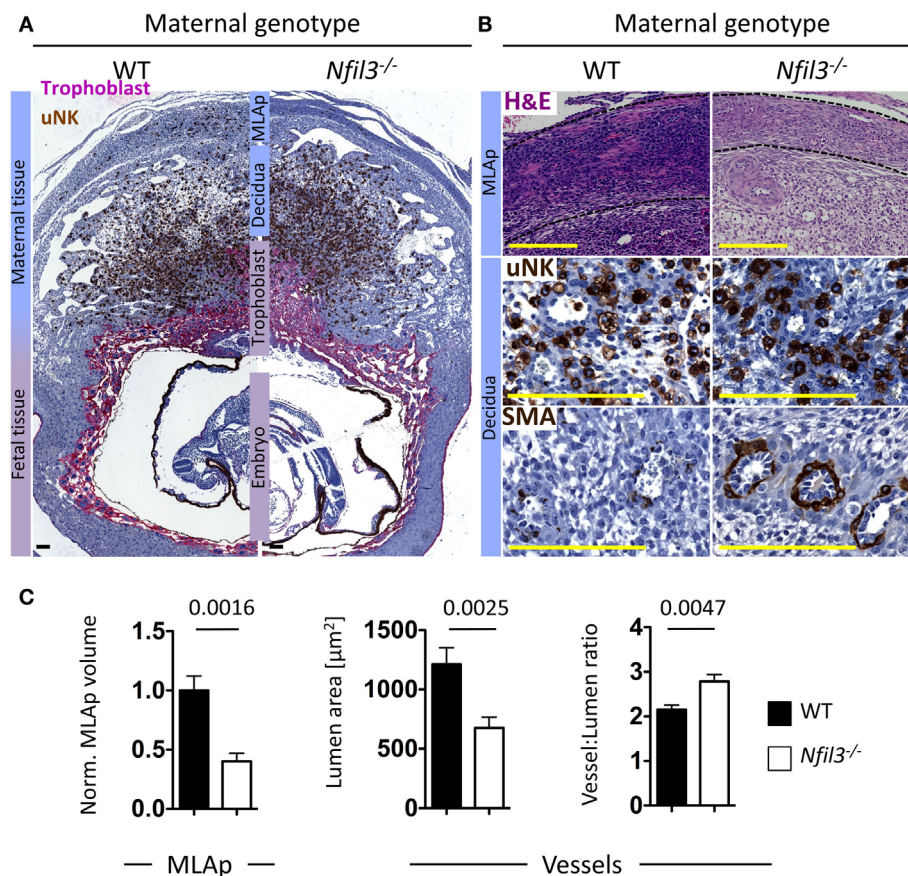 A
Maternal genotype
WT
Nfil3-/-
Trophoblast
uNK
Maternal tissue
Fetal tissue
MLAp
Decidua
Trophoblast
Embryo
B
Maternal genotype
WT
Nfil3-/-
H&E
MLAp
uNK
Decidua
SMA
C
0.0016
Norm. MLAp volume
1.5
1.0
0.5
0.0
MLAp
0.0025
Lumen area [µm²]
1500
1000
500
0
0.0047
Vessel:Lumen ratio
4
3
2
1
0
Vessels
WT
Nfil3-/-